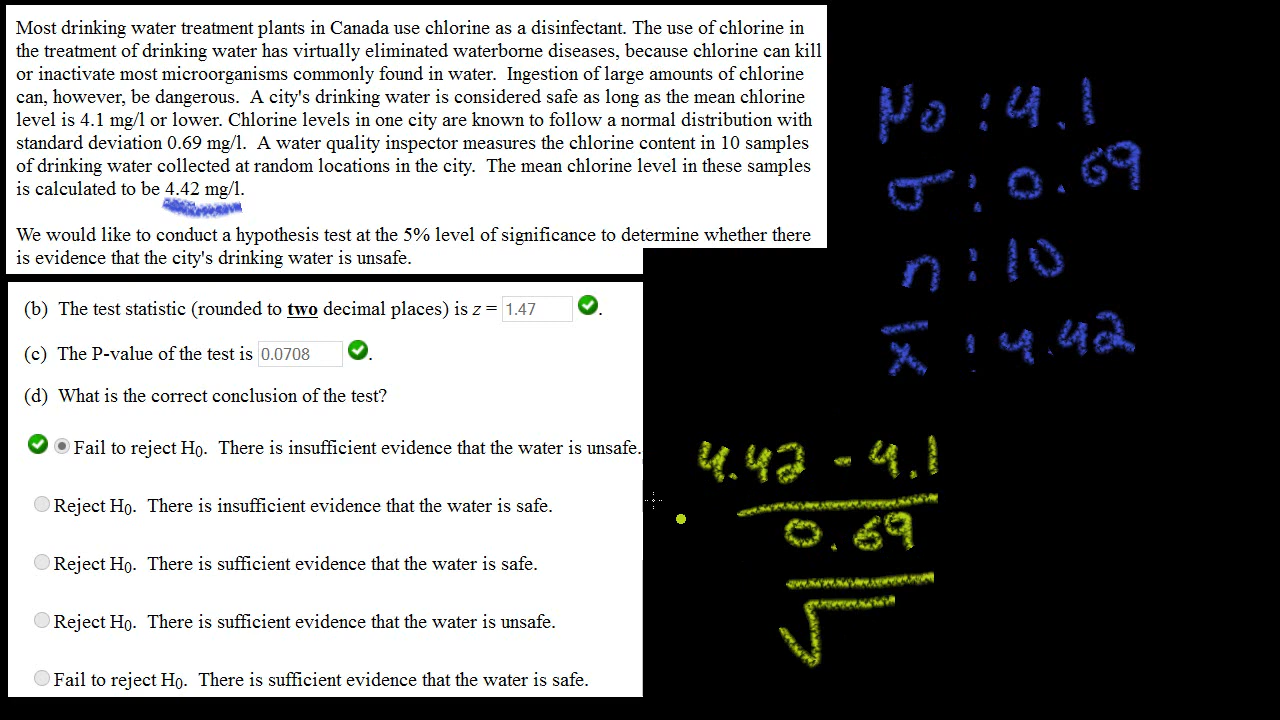 Most drinking water treatment plants in Canada use chlorine as a disinfectant. The use of chlorine in
the treatment of drinking water has virtually eliminated waterborne diseases, because chlorine can kill
or inactivate most microorganisms commonly found in water. Ingestion of large amounts of chlorine
can, however, be dangerous. A city's drinking water is considered safe as long as the mean chlorine
level is 4.1 mg/l or lower. Chlorine levels in one city are known to follow a normal distribution with
standard deviation 0.69 mg/l. A water quality inspector measures the chlorine content in 10 samples
of drinking water collected at random locations in the city. The mean chlorine level in these samples
is calculated to be 4.42 mg/l.
We would like to conduct a hypothesis test at the 5% level of significance to determine whether there
is evidence that the city's drinking water is unsafe.
(b) The test statistic (rounded to two decimal places) is z = 1.47 .
(c) The P-value of the test is 0.0708 .
(d) What is the correct conclusion of the test?
Fail to reject H₀. There is insufficient evidence that the water is unsafe.
Reject H₀. There is insufficient evidence that the water is safe.
Reject H₀. There is sufficient evidence that the water is safe.
Reject H₀. There is sufficient evidence that the water is unsafe.
Fail to reject H₀. There is sufficient evidence that the water is safe.
μ₀ : 4.1
σ : 0.69
n : 10
x̄ : 4.42
4.42 - 4.1
0.69
√